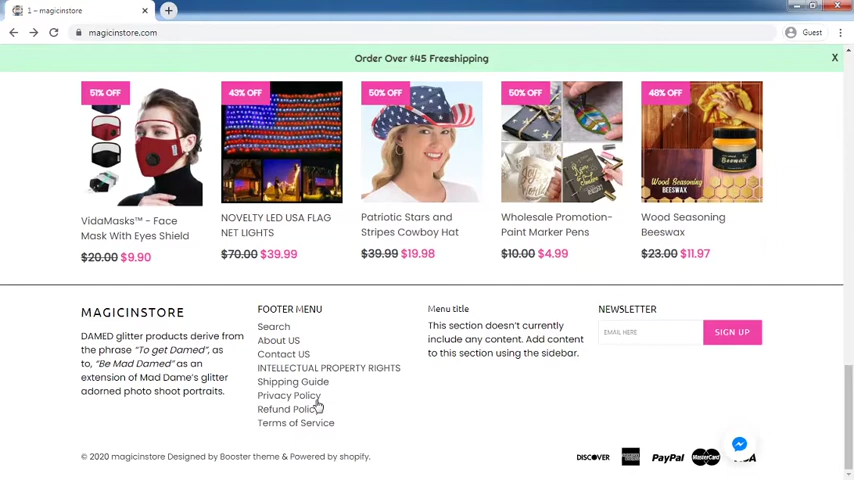 1 – magicinstore
magicinstore.com
Guest
Order Over $45 Freeshipping
X
51% OFF
43% OFF
50% OFF
50% OFF
48% OFF
WOOD SEASONING
BEESWAX
VidaMasks™ - Face
Mask With Eyes Shield
$20.00 $9.90
NOVELTY LED USA FLAG
NET LIGHTS
$70.00 $39.99
Patriotic Stars and
Stripes Cowboy Hat
$39.99 $19.98
Wholesale Promotion-
Paint Marker Pens
$10.00 $4.99
Wood Seasoning
Beeswax
$23.00 $11.97
MAGICINSTORE
DAMED glitter products derive from
the phrase “To get Damed”, as
to, “Be Mad Damed” as an
extension of Mad Dame’s glitter
adorned photo shoot portraits.
FOOTER MENU
Search
About US
Contact US
INTELLECTUAL PROPERTY RIGHTS
Shipping Guide
Privacy Policy
Refund Policy
Terms of Service
Menu title
This section doesn’t currently
include any content. Add content
to this section using the sidebar.
NEWSLETTER
EMAIL HERE
SIGN UP
© 2020 magicinstore Designed by Booster theme & Powered by shopify.
DISCOVER
PayPal
MasterCard
VISA